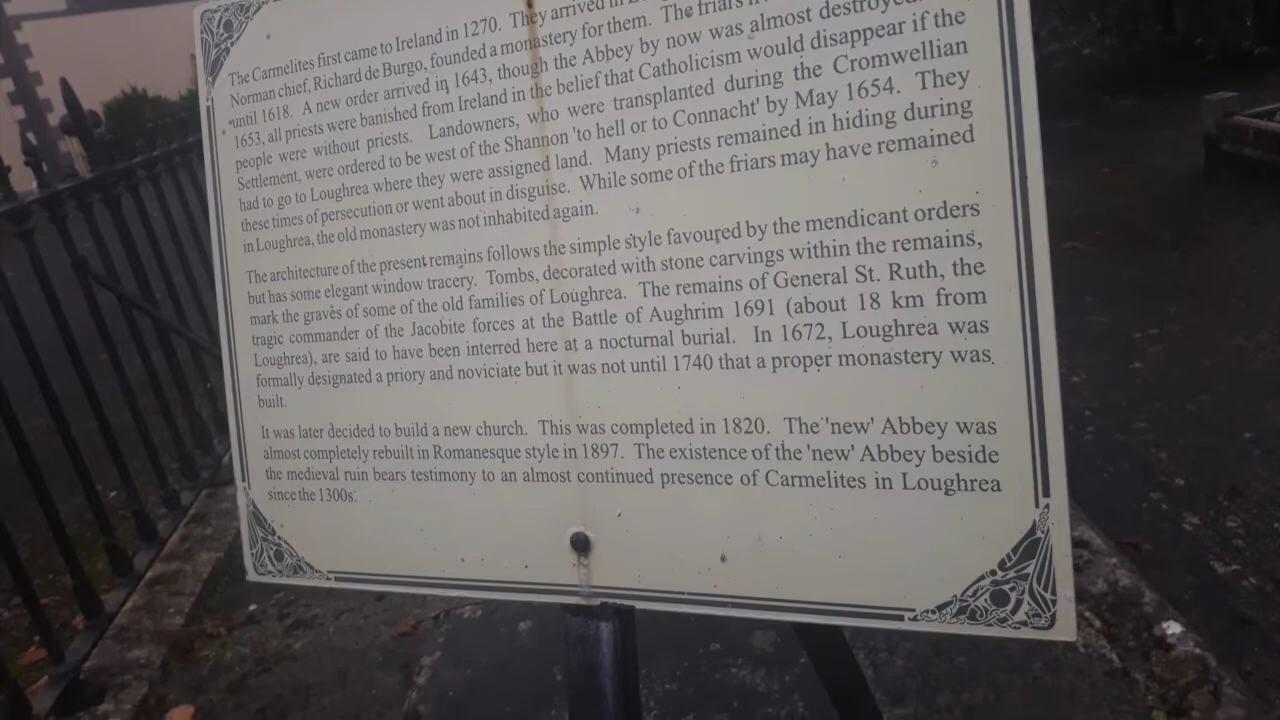 The Carmelites first came to Ireland in 1270. They arrived in
Norman chief, Richard de Burgo, founded a monastery for them. The friars
until 1618. A new order arrived in 1643, though the Abbey by now was almost destroyed.
1653, all priests were banished from Ireland in the belief that Catholicism would disappear if the
people were without priests. Landowners, who were transplanted during the Cromwellian
Settlement, were ordered to be west of the Shannon 'to hell or to Connacht' by May 1654. They
had to go to Loughrea where they were assigned land. Many priests remained in hiding during
these times of persecution or went about in disguise. While some of the friars may have remained
in Loughrea, the old monastery was not inhabited again.
The architecture of the present remains follows the simple style favoured by the mendicant orders
but has some elegant window tracery. Tombs, decorated with stone carvings within the remains,
mark the graves of some of the old families of Loughrea. The remains of General St. Ruth, the
tragic commander of the Jacobite forces at the Battle of Aughrim 1691 (about 18 km from
Loughrea), are said to have been interred here at a nocturnal burial. In 1672, Loughrea was
formally designated a priory and noviciate but it was not until 1740 that a proper monastery was
built.
It was later decided to build a new church. This was completed in 1820. The 'new' Abbey was
almost completely rebuilt in Romanesque style in 1897. The existence of the 'new' Abbey beside
the medieval ruin bears testimony to an almost continued presence of Carmelites in Loughrea
since the 1300s.